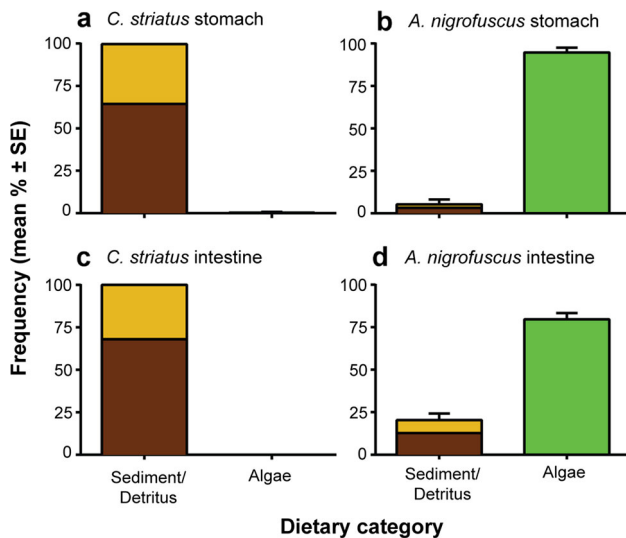 a C. striatus stomach
100
75
50
25
0
b A. nigrofuscus stomach
100
75
50
25
0
c C. striatus intestine
100
75
50
25
0
Sediment/
Detritus
Algae
d A. nigrofuscus intestine
100
75
50
25
0
Sediment/
Detritus
Algae
Frequency (mean % ± SE)
Dietary category